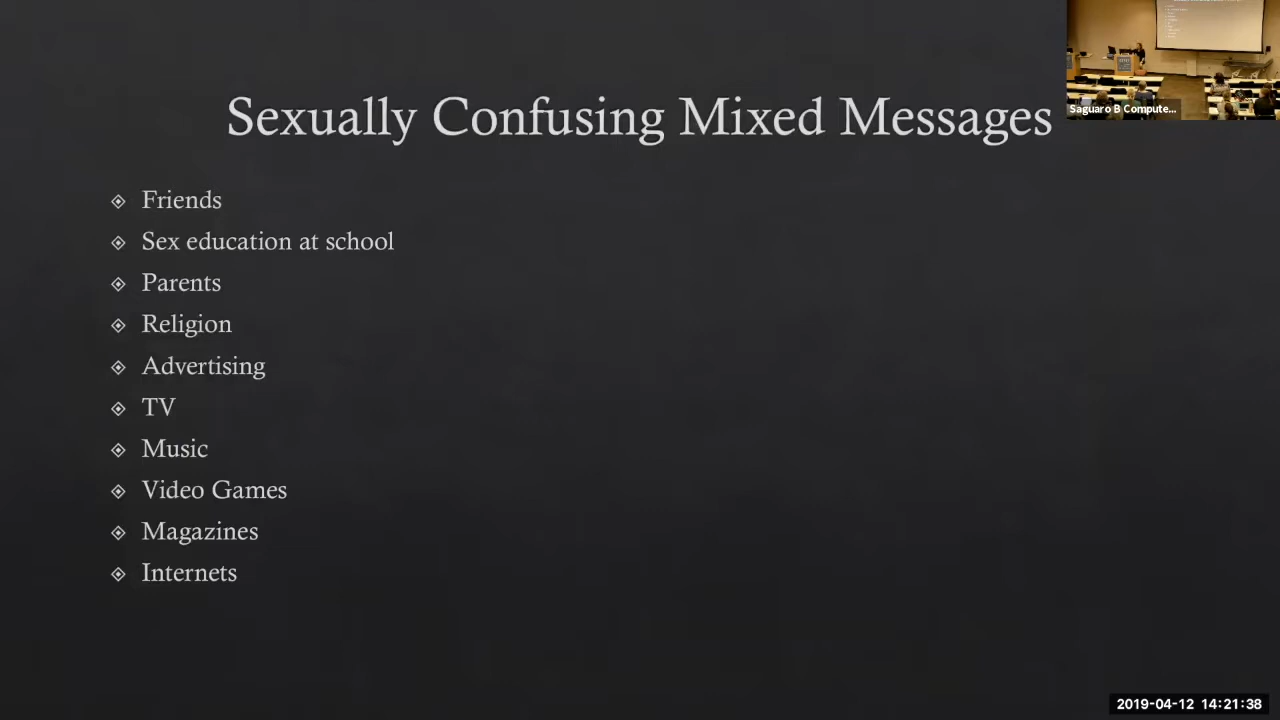 Sexually Confusing Mixed Messages
Saguaro B Compute...
Friends
Sex education at school
Parents
Religion
Advertising
TV
Music
Video Games
Magazines
Internets
2019-04-12 14:21:38